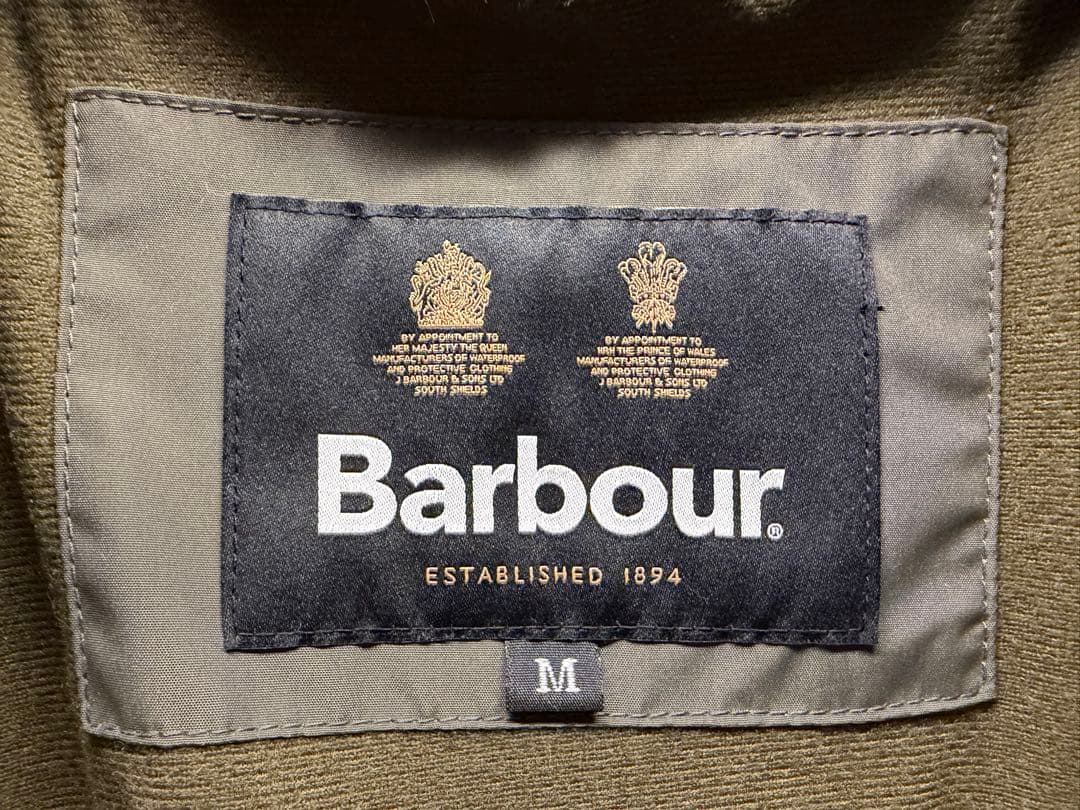 BY APPOINTMENT TO
HER MAJESTY THE QUEEN
MANUFACTURERS OF WATERPROOF
AND PROTECTIVE CLOTHING
J BARBOUR & SONS LTD
SOUTH SHIELDS
BY APPOINTMENT TO
HRH THE PRINCE OF WALES
MANUFACTURERS OF WATERPROOF
AND PROTECTIVE CLOTHING
J BARBOUR & SONS LTD
SOUTH SHIELDS
Barbour®
ESTABLISHED 1894
M